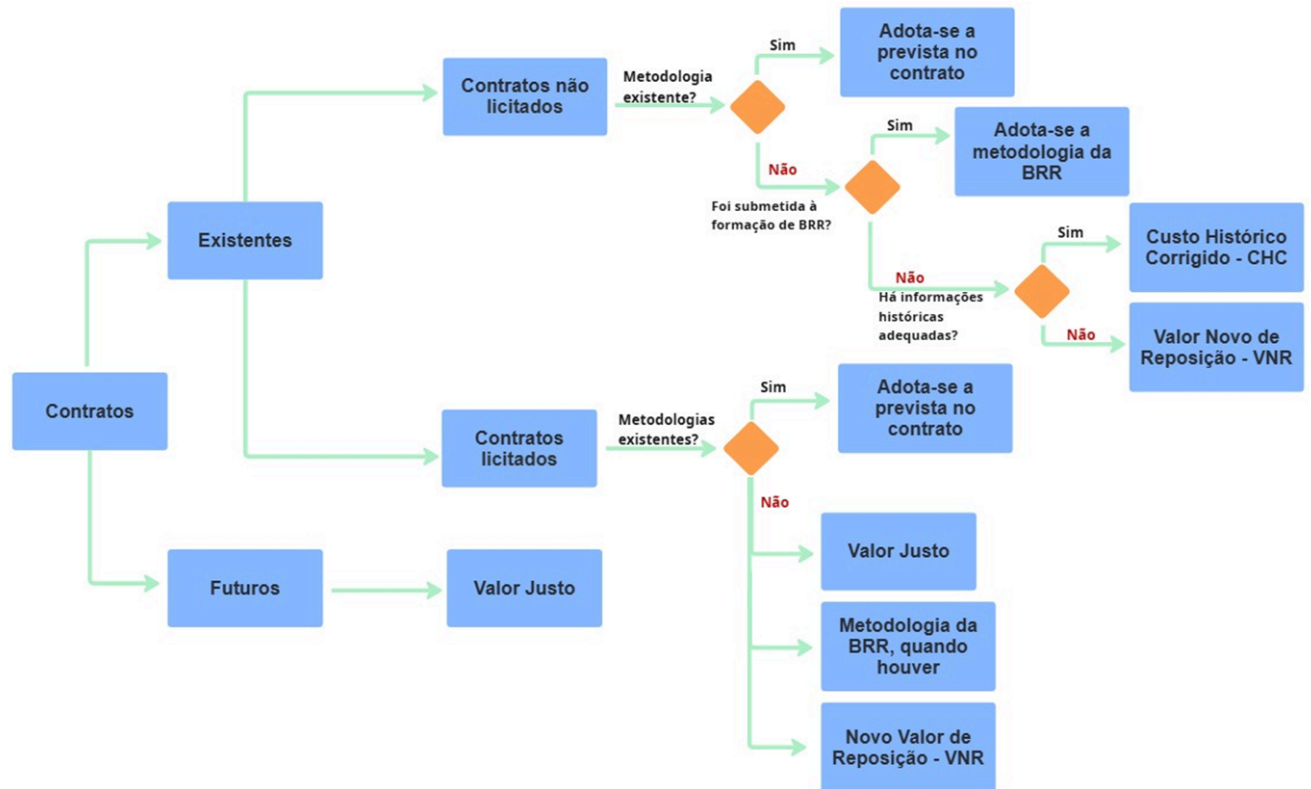 Contratos
Existentes
Futuros
Valor Justo
Contratos não
licitados
Metodologia
existente?
Sim
Adota-se a
prevista no
contrato
Não
Foi submetida à
formação de BRR?
Sim
Adota-se a
metodologia da
BRR
Não
Há informações
históricas
adequadas?
Sim
Custo Histórico
Corrigido - CHC
Não
Valor Novo de
Reposição - VNR
Contratos
licitados
Metodologias
existentes?
Sim
Adota-se a
prevista no
contrato
Não
Valor Justo
Metodologia da
BRR, quando
houver
Novo Valor de
Reposição - VNR